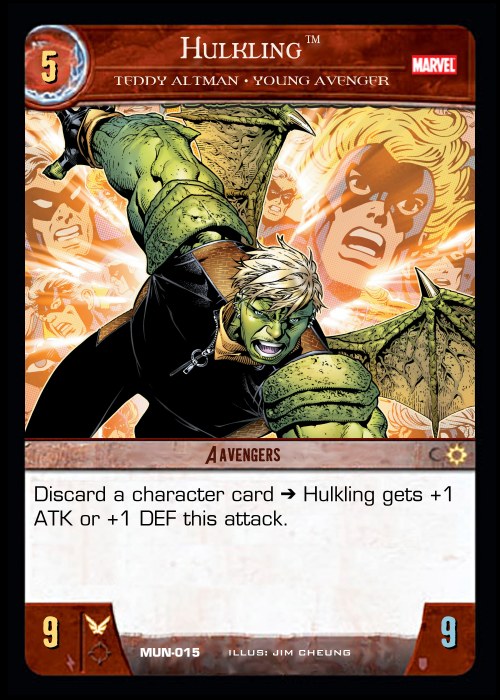 5
HULKLING™
MARVEL
TEDDY ALTMAN • YOUNG AVENGER
A AVENGERS
C
Discard a character card ➔ Hulkling gets +1
ATK or +1 DEF this attack.
9
MUN-015
ILLUS: JIM CHEUNG
9